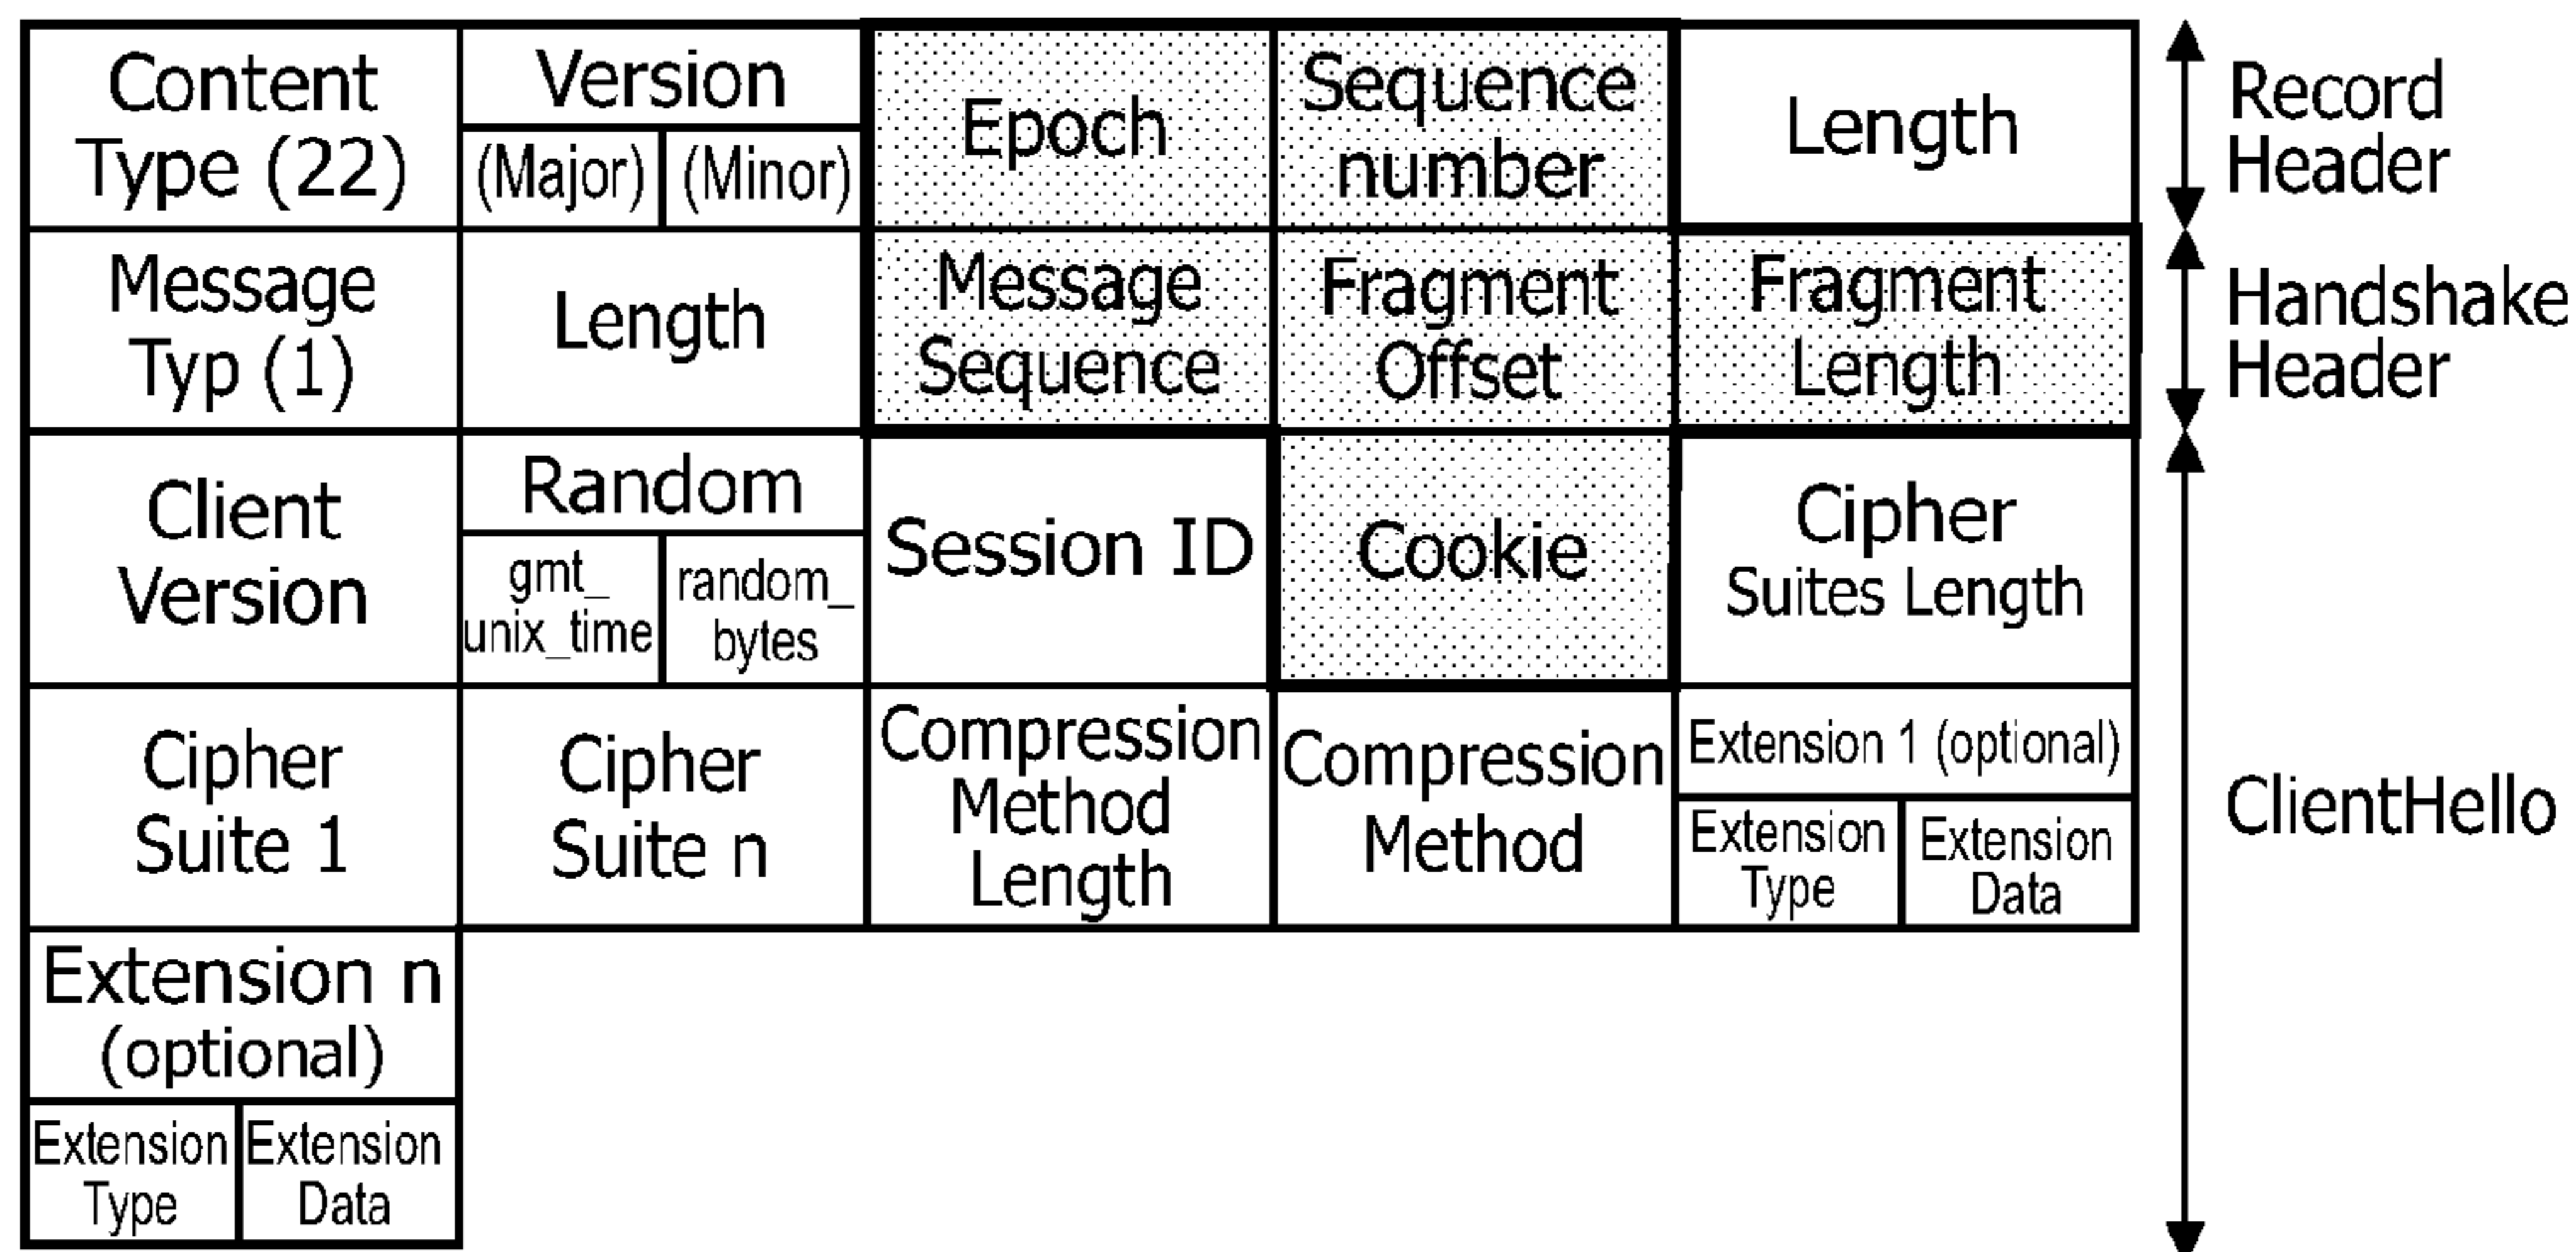 Content
Type (22)
Version
(Major)
(Minor)
Epoch
Sequence
number
Length
Record
Header
Message
Typ (1)
Length
Message
Sequence
Fragment
Offset
Fragment
Length
Handshake
Header
Client
Version
Random
gmt_
unix_time
random_
bytes
Session ID
Cookie
Cipher
Suites Length
Cipher
Suite 1
Cipher
Suite n
Compression
Method
Length
Compression
Method
Extension 1 (optional)
Extension
Type
Extension
Data
ClientHello
Extension n
(optional)
Extension
Type
Extension
Data